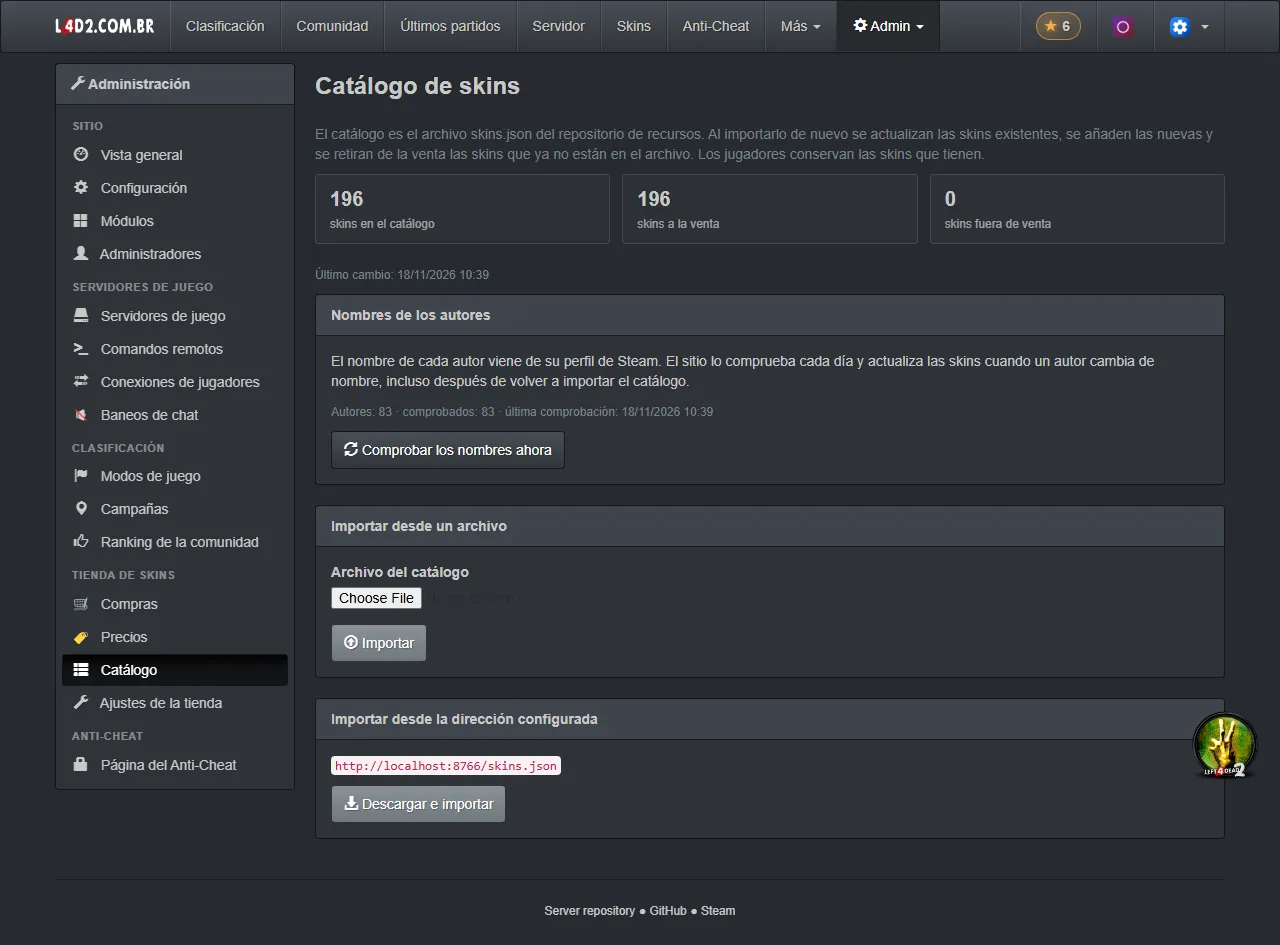 L4D2.COM.BR
Clasificación
Comunidad
Últimos partidos
Servidor
Skins
Anti-Cheat
Más
Admin
6
Administración
SITIO
Vista general
Configuración
Módulos
Administradores
SERVIDORES DE JUEGO
Servidores de juego
Comandos remotos
Conexiones de jugadores
Baneos de chat
CLASIFICACIÓN
Modos de juego
Campañas
Ranking de la comunidad
TIENDA DE SKINS
Compras
Precios
Catálogo
Ajustes de la tienda
ANTI-CHEAT
Página del Anti-Cheat
Catálogo de skins
El catálogo es el archivo skins.json del repositorio de recursos. Al importarlo de nuevo se actualizan las skins existentes, se añaden las nuevas y
se retiran de la venta las skins que ya no están en el archivo. Los jugadores conservan las skins que tienen.
196
skins en el catálogo
196
skins a la venta
0
skins fuera de venta
Último cambio: 18/11/2026 10:39
Nombres de los autores
El nombre de cada autor viene de su perfil de Steam. El sitio lo comprueba cada día y actualiza las skins cuando un autor cambia de
nombre, incluso después de volver a importar el catálogo.
Autores: 83 · comprobados: 83 · última comprobación: 18/11/2026 10:39
Comprobar los nombres ahora
Importar desde un archivo
Archivo del catálogo
Choose File
Importar
Importar desde la dirección configurada
http://localhost:8766/skins.json
Descargar e importar
LEFT 4 DEAD 2
Server repository ● GitHub ● Steam